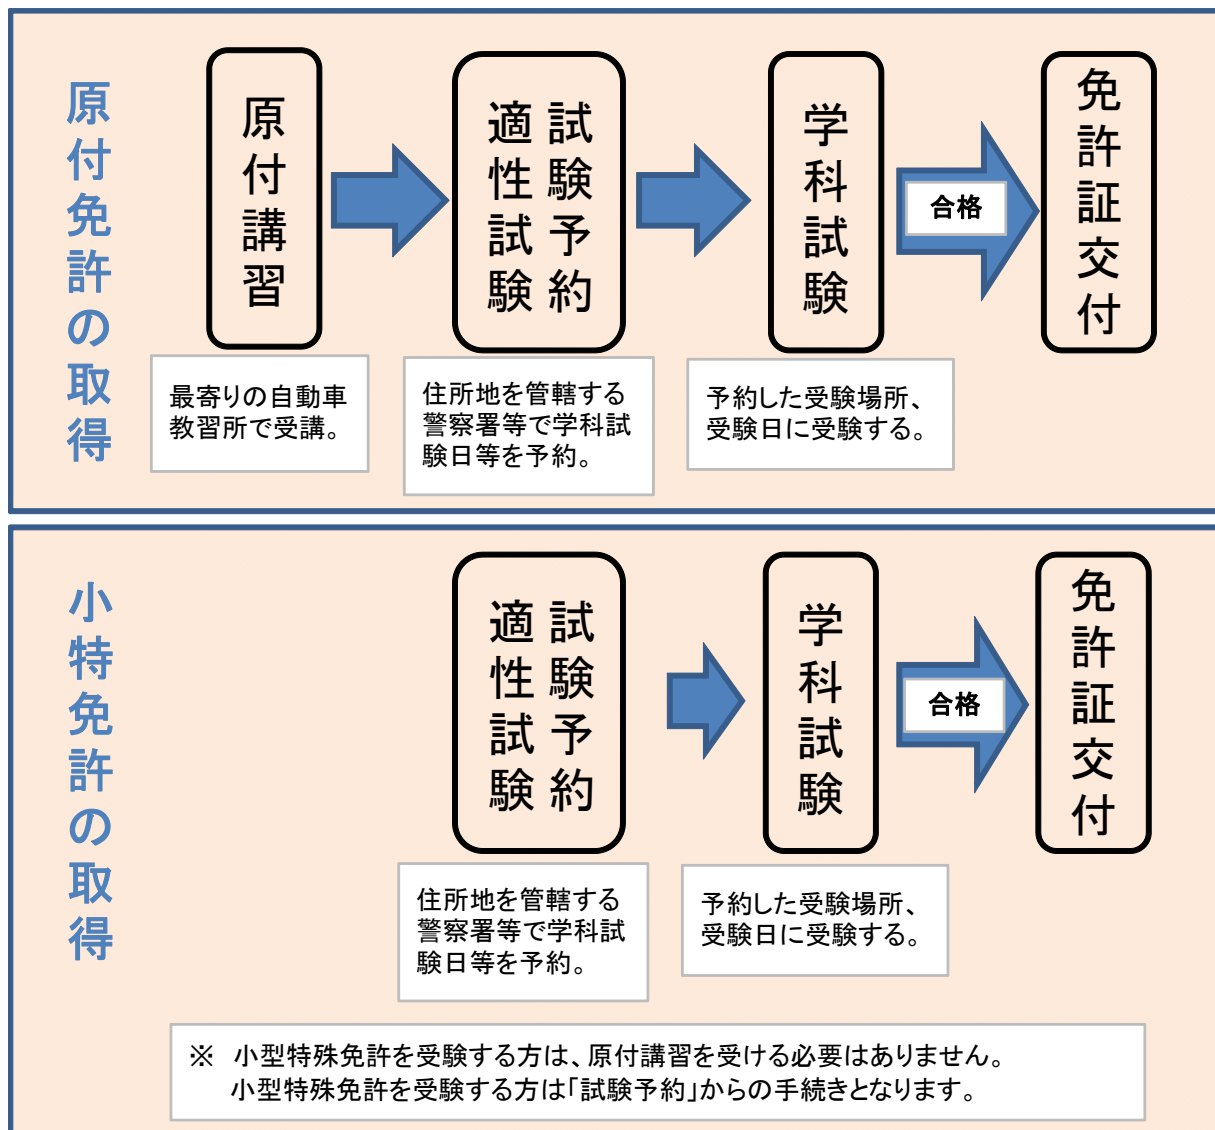 原付免許の取得
原付講習
試験予約
適性試験
学科試験
合格
免許証交付
最寄りの自動車
教習所で受講。
住所地を管轄する
警察署等で学科試
験日等を予約。
予約した受験場所、
受験日に受験する。
小特免許の取得
試験予約
適性試験
学科試験
合格
免許証交付
住所地を管轄する
警察署等で学科試
験日等を予約。
予約した受験場所、
受験日に受験する。
※ 小型特殊免許を受験する方は、原付講習を受ける必要はありません。
小型特殊免許を受験する方は「試験予約」からの手続きとなります。